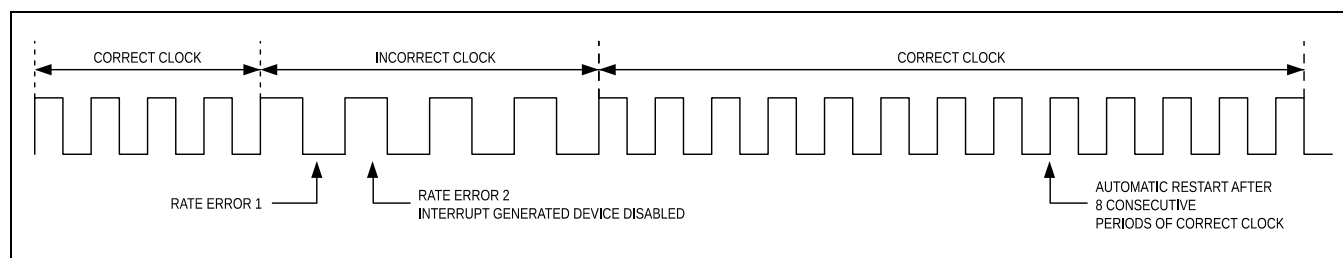 CORRECT CLOCK
INCORRECT CLOCK
CORRECT CLOCK
RATE ERROR 1
RATE ERROR 2
INTERRUPT GENERATED DEVICE DISABLED
AUTOMATIC RESTART AFTER
8 CONSECUTIVE
PERIODS OF CORRECT CLOCK